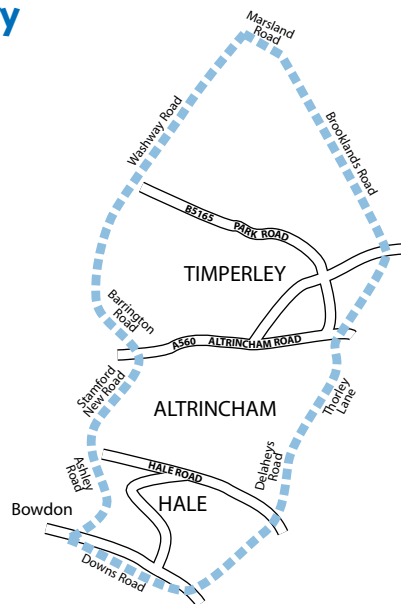 y
Marsland
Road
Washway Road
Brooklands Road
B5165
PARK ROAD
TIMPERLEY
Barrington
Road
A560
ALTRINCHAM ROAD
Stamford
New Road
Thorley
Lane
ALTRINCHAM
Ashley
Road
HALE ROAD
Delaheys
Road
HALE
Bowdon
Downs Road